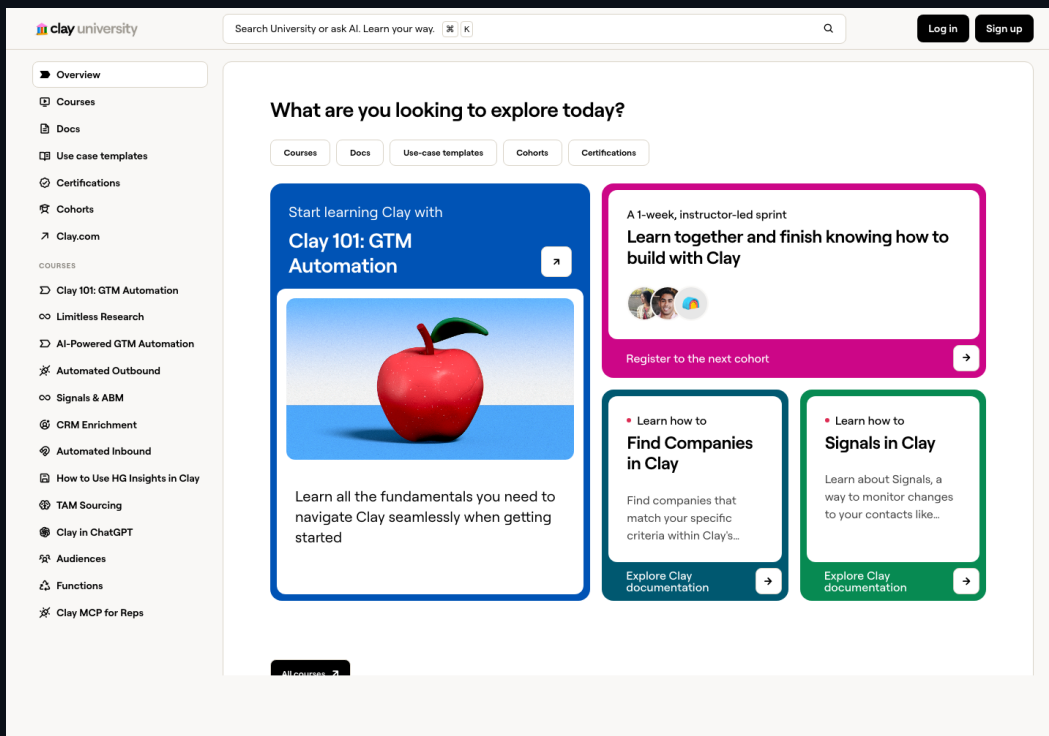 clay university
Search University or ask AI. Learn your way. ⌘ K
Log in
Sign up
Overview
Courses
Docs
Use case templates
Certifications
Cohorts
Clay.com
COURSES
Clay 101: GTM Automation
Limitless Research
AI-Powered GTM Automation
Automated Outbound
Signals & ABM
CRM Enrichment
Automated Inbound
How to Use HG Insights in Clay
TAM Sourcing
Clay in ChatGPT
Audiences
Functions
Clay MCP for Reps
What are you looking to explore today?
Courses
Docs
Use-case templates
Cohorts
Certifications
Start learning Clay with
Clay 101: GTM
Automation
Learn all the fundamentals you need to
navigate Clay seamlessly when getting
started
A 1-week, instructor-led sprint
Learn together and finish knowing how to
build with Clay
Register to the next cohort
Learn how to
Find Companies
in Clay
Find companies that
match your specific
criteria within Clay's…
Explore Clay
documentation
Learn how to
Signals in Clay
Learn about Signals, a
way to monitor changes
to your contacts like…
Explore Clay
documentation
All courses